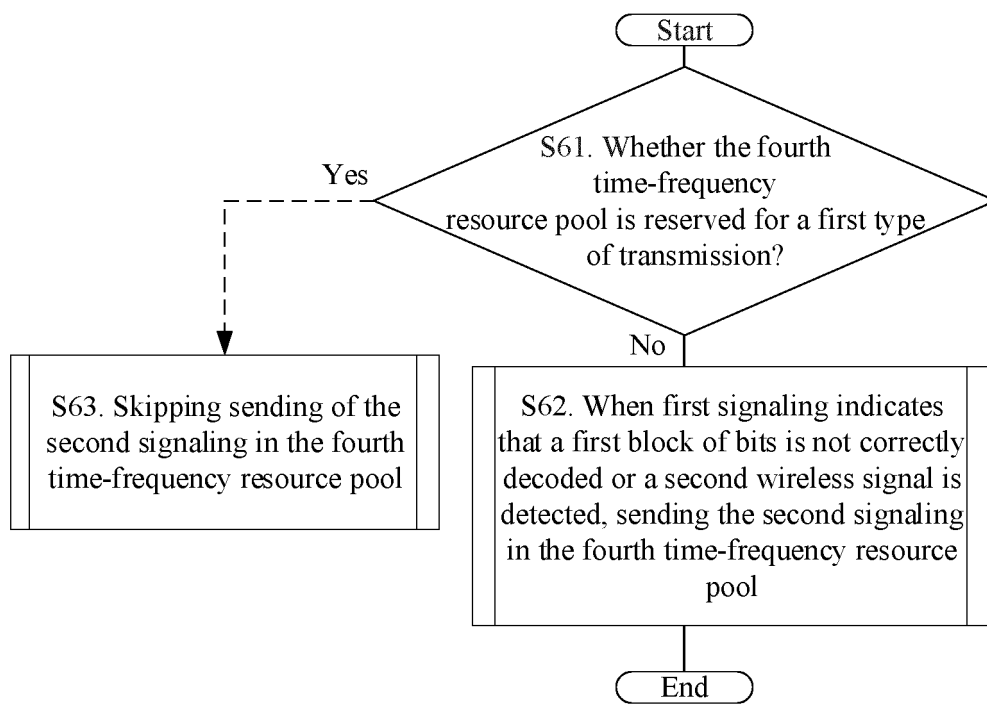 Start
S61. Whether the fourth
time-frequency
resource pool is reserved for a first type
of transmission?
Yes
No
S63. Skipping sending of the
second signaling in the fourth
time-frequency resource pool
S62. When first signaling indicates
that a first block of bits is not correctly
decoded or a second wireless signal is
detected, sending the second signaling
in the fourth time-frequency resource
pool
End